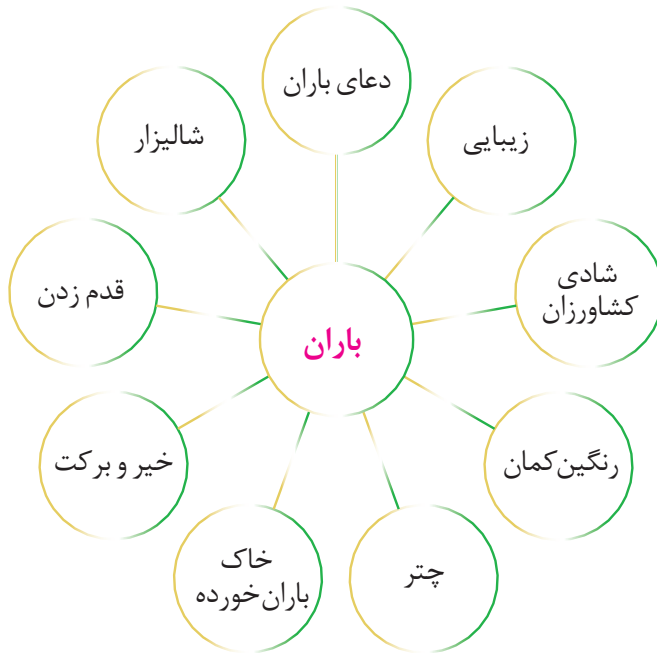 دعای باران
زیبایی
شادی
کشاورزان
رنگین‌کمان
چتر
خاک
باران‌خورده
خیر و برکت
قدم زدن
شالیزار
باران